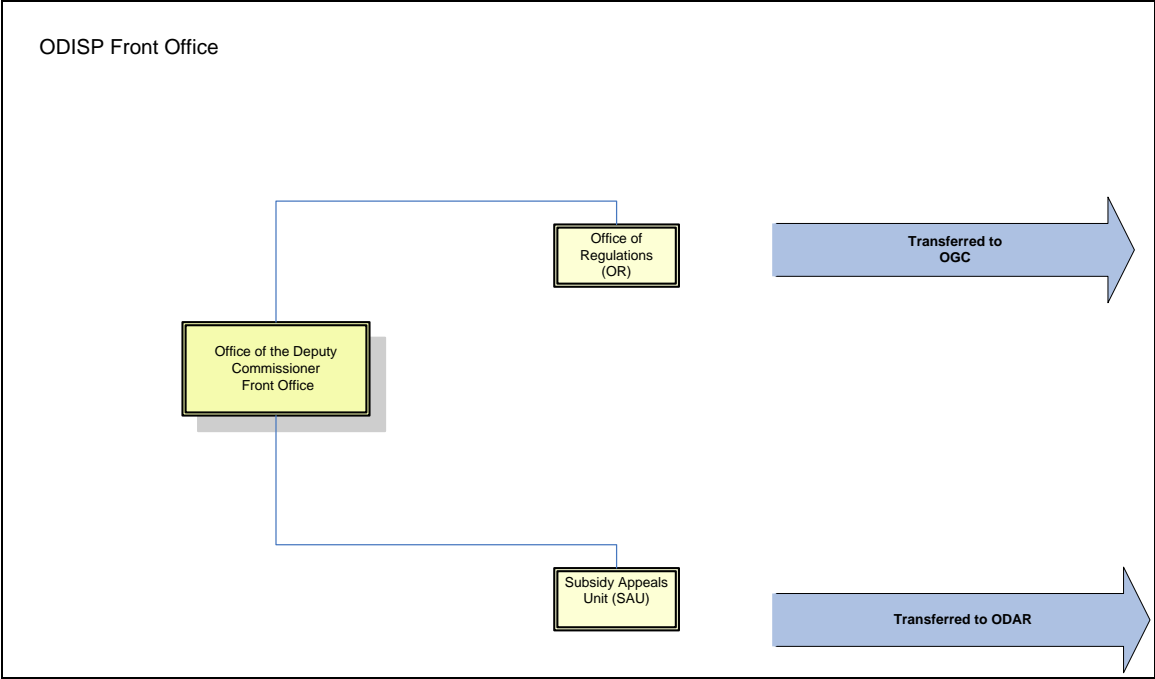 ODISP Front Office
Office of
Regulations
(OR)
Transferred to
OGC
Office of the Deputy
Commissioner
Front Office
Subsidy Appeals
Unit (SAU)
Transferred to ODAR